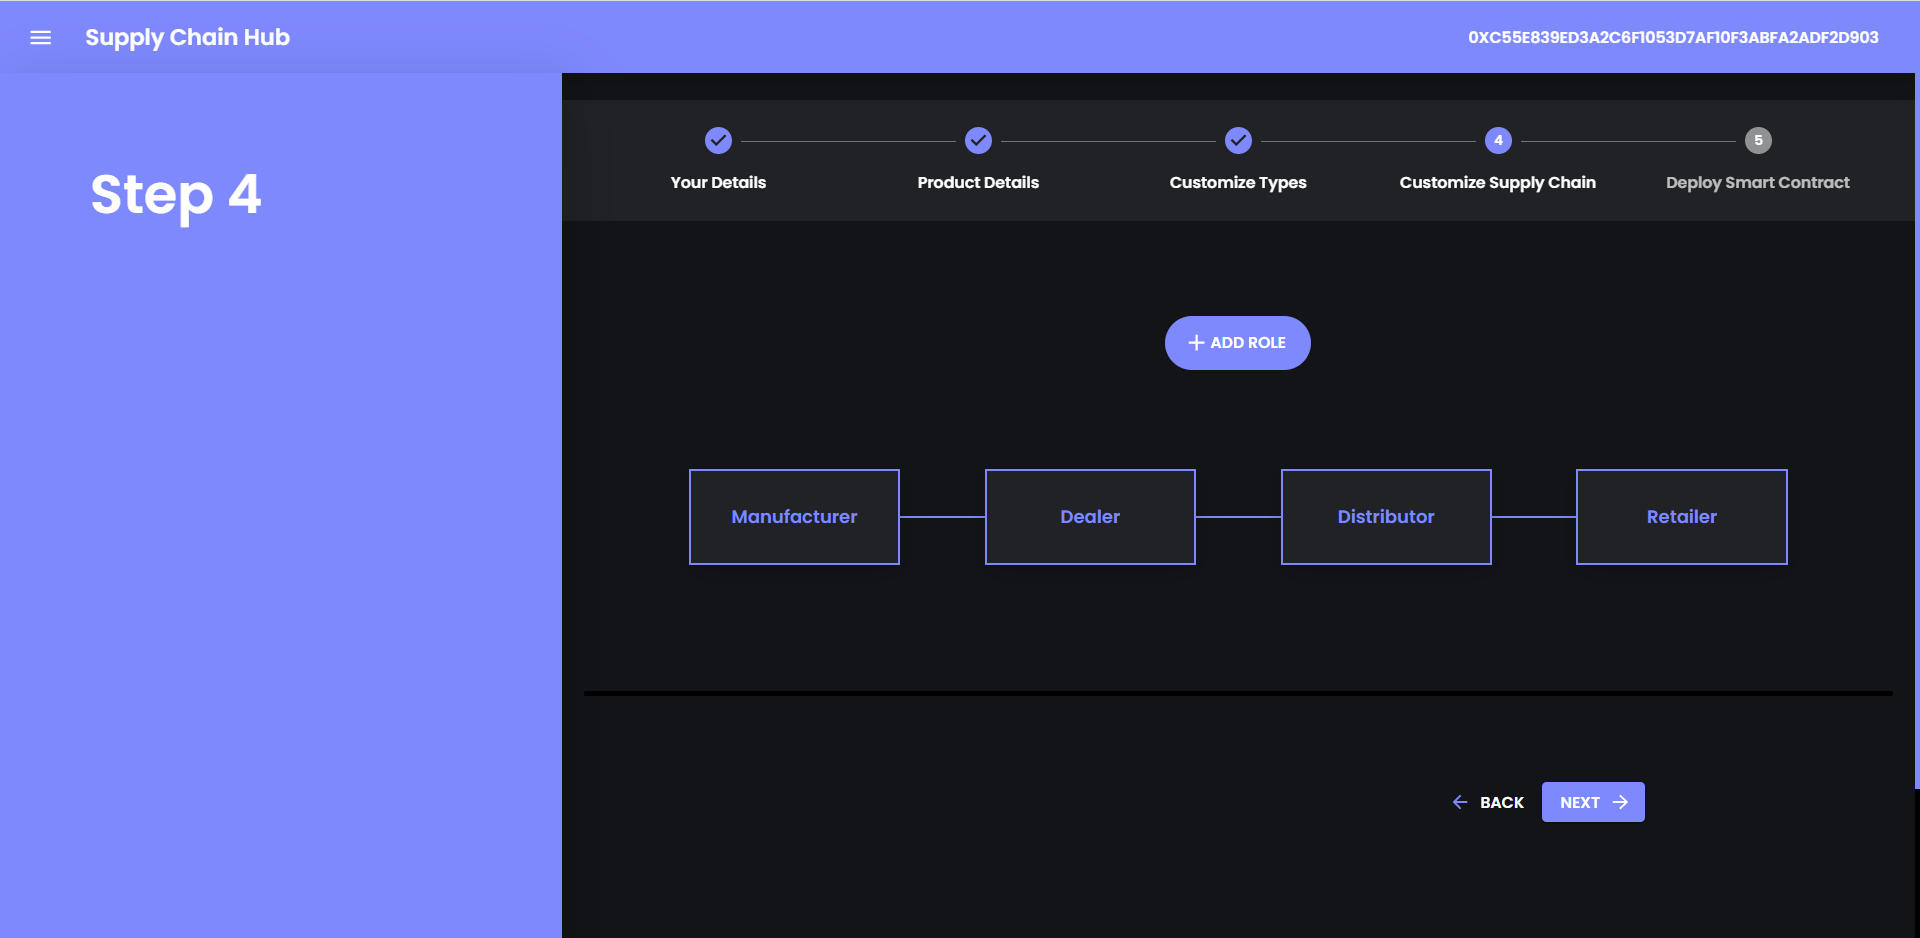 Supply Chain Hub
0XC55E839ED3A2C6F1053D7AF10F3ABFA2ADF2D903
Step 4
4
5
Your Details
Product Details
Customize Types
Customize Supply Chain
Deploy Smart Contract
ADD ROLE
Manufacturer
Dealer
Distributor
Retailer
BACK
NEXT